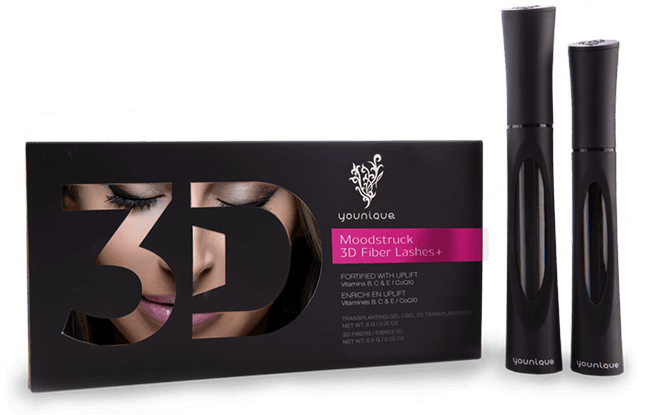 3D
younique
Moodstruck
3D Fiber Lashes+
FORTIFIED WITH UPLIFT
Vitamins B, C & E / CoQ10
ENRICHI EN UPLIFT
Vitamines B, C & E / CoQ10
TRANSPLANTING GEL / GEL DE TRANSPLANTATION
NET WT. 6 G / 0.21 OZ
3D FIBERS / FIBRES 3D
NET WT. 0.5 G / 0.02 OZ
younique
younique